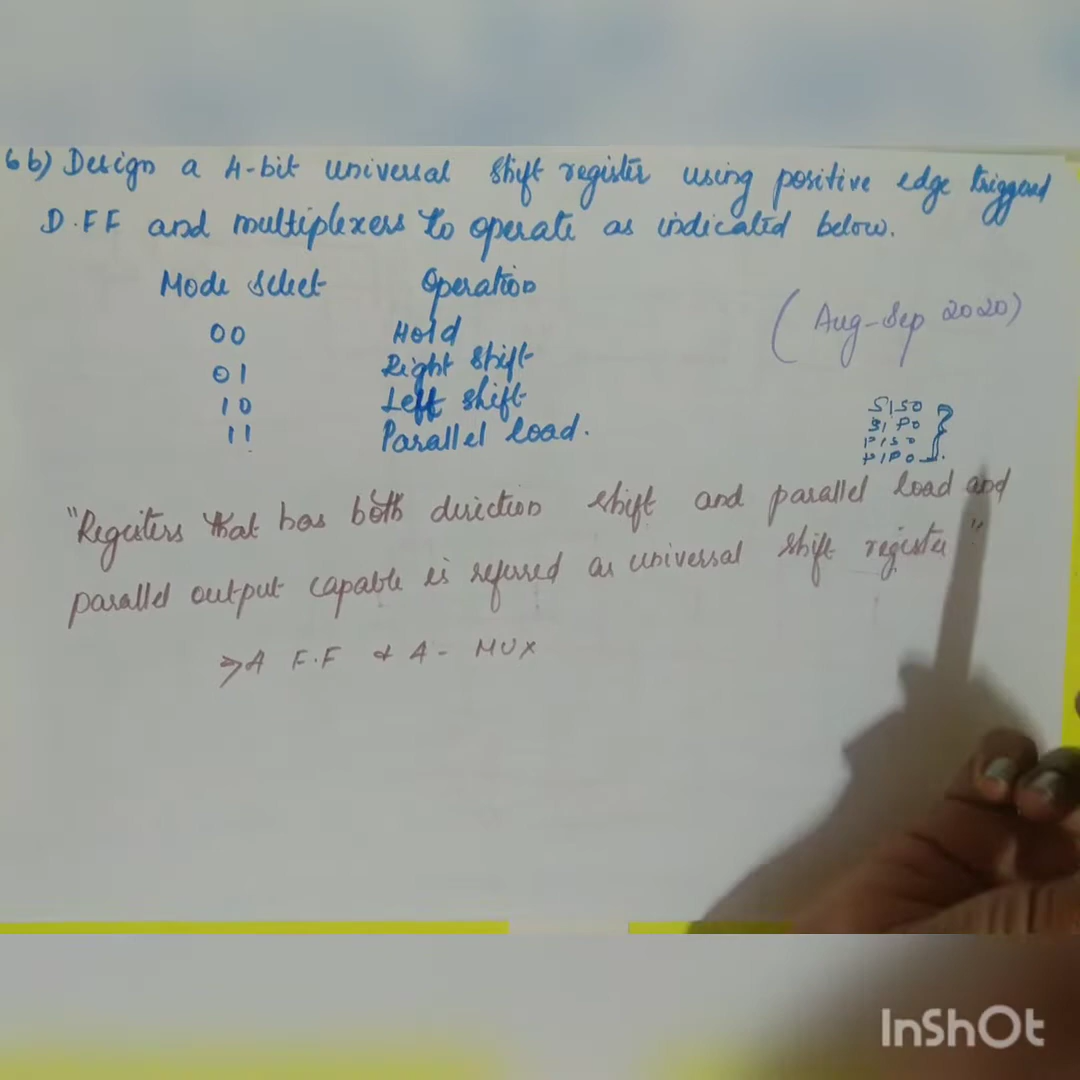 6b) Design a 4-bit universal shift register using positive edge triggered
D.FF and multiplexers to operate as indicated below.
Mode Select Operation
00 Hold
01 Right Shift
10 Left Shift
11 Parallel load.
(Aug-Sep 2020)
SISO
SIPO
PISO
PIPO
"Registers that has both direction shift and parallel load and
parallel output capable is referred as universal shift register"
⇒ 4 F.F & 4- MUX
InShOt